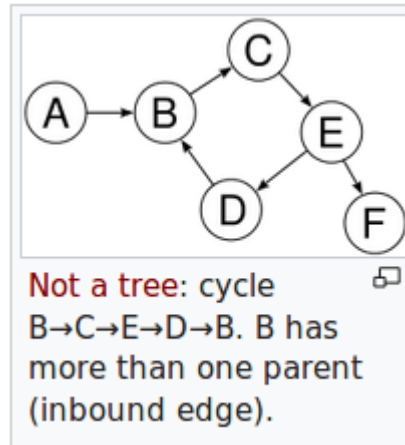 C
A
B
E
D
F
Not a tree: cycle
B→C→E→D→B. B has
more than one parent
(inbound edge).